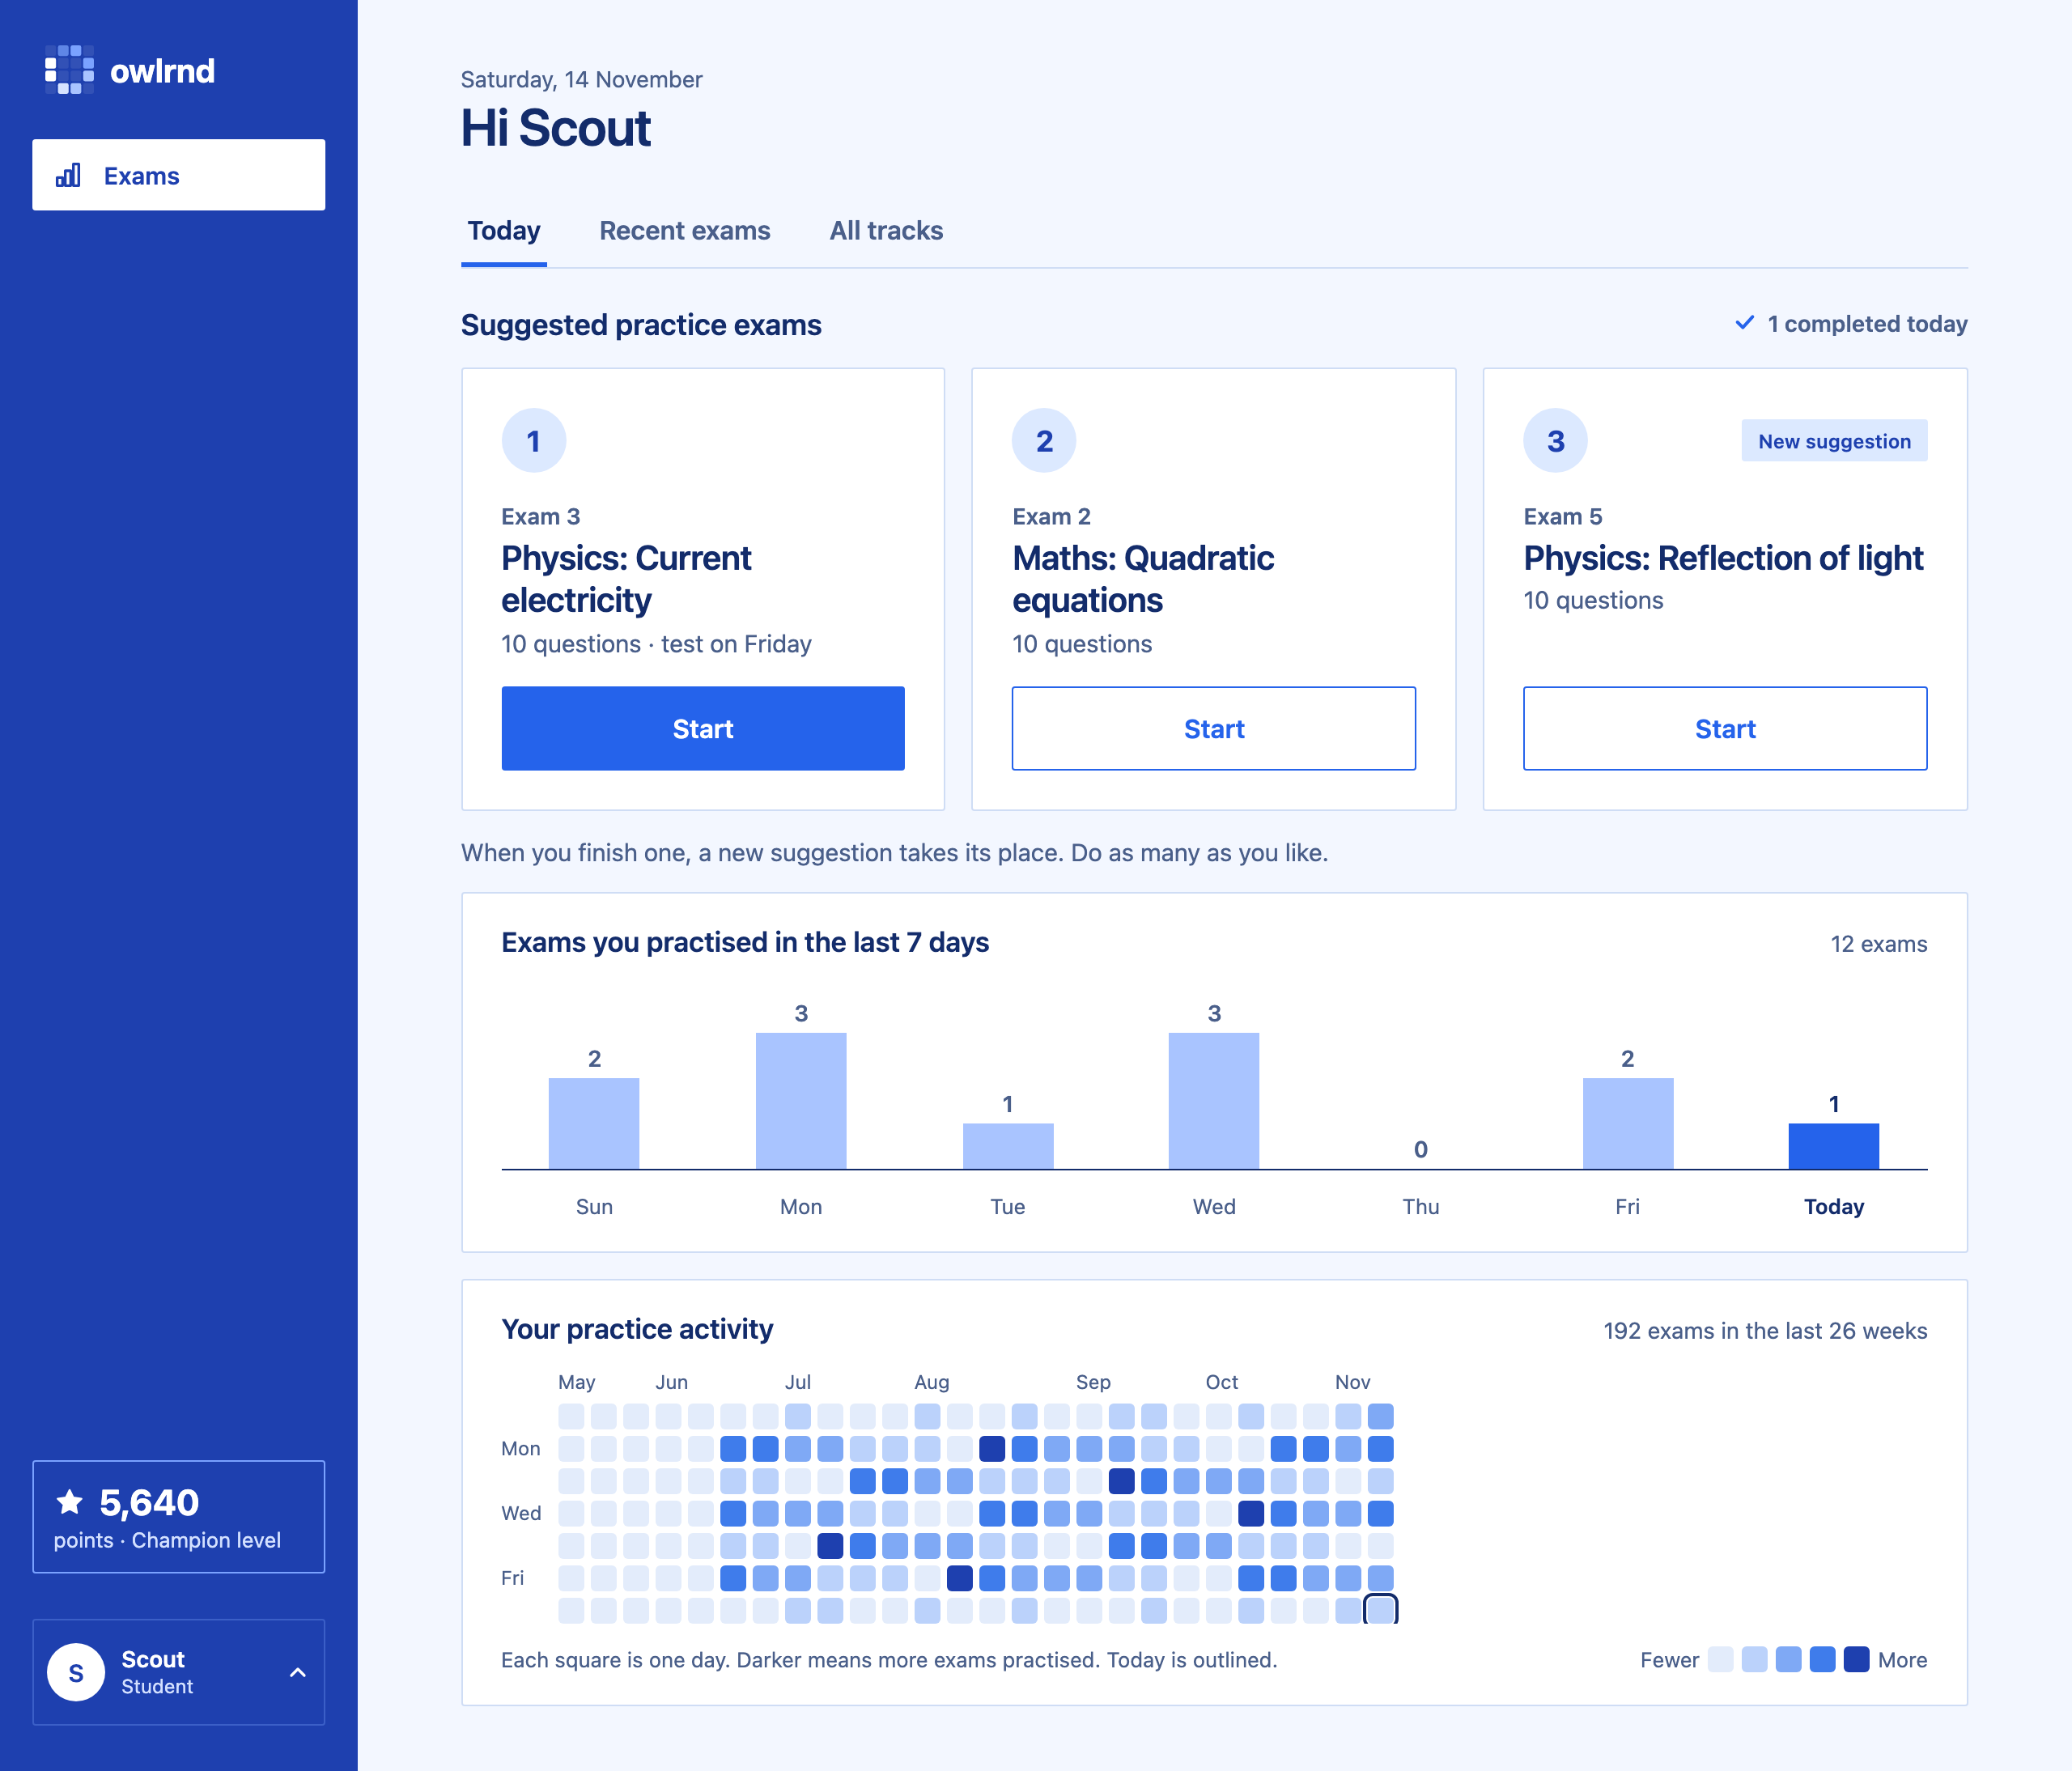 owlrnd
Exams
5,640
points · Champion level
S
Scout
Student
Saturday, 14 November
Hi Scout
Today
Recent exams
All tracks
Suggested practice exams
1 completed today
1
Exam 3
Physics: Current
electricity
10 questions · test on Friday
Start
2
Exam 2
Maths: Quadratic
equations
10 questions
Start
3
New suggestion
Exam 5
Physics: Reflection of light
10 questions
Start
When you finish one, a new suggestion takes its place. Do as many as you like.
Exams you practised in the last 7 days
12 exams
2 3 1 3 0 2 1
Sun Mon Tue Wed Thu Fri Today
Your practice activity
192 exams in the last 26 weeks
May Jun Jul Aug Sep Oct Nov
Mon
Wed
Fri
Each square is one day. Darker means more exams practised. Today is outlined.
Fewer More